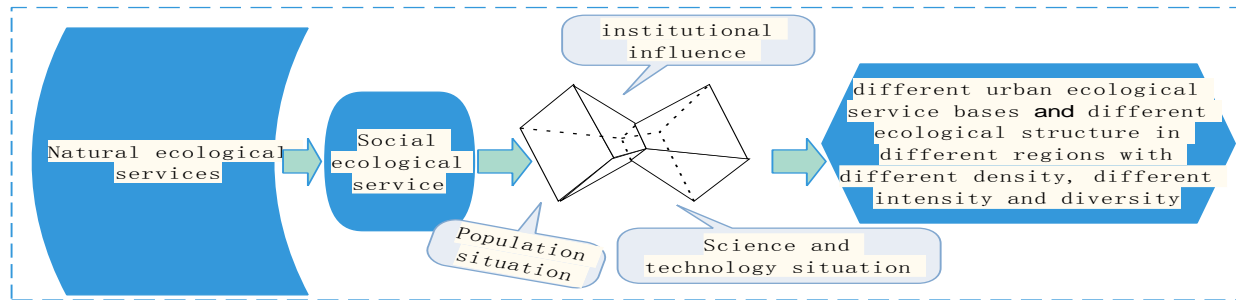 Natural ecological
services
Social
ecological
service
institutional
influence
Population
situation
Science and
technology situation
different urban ecological
service bases and different
ecological structure in
different regions with
different density, different
intensity and diversity